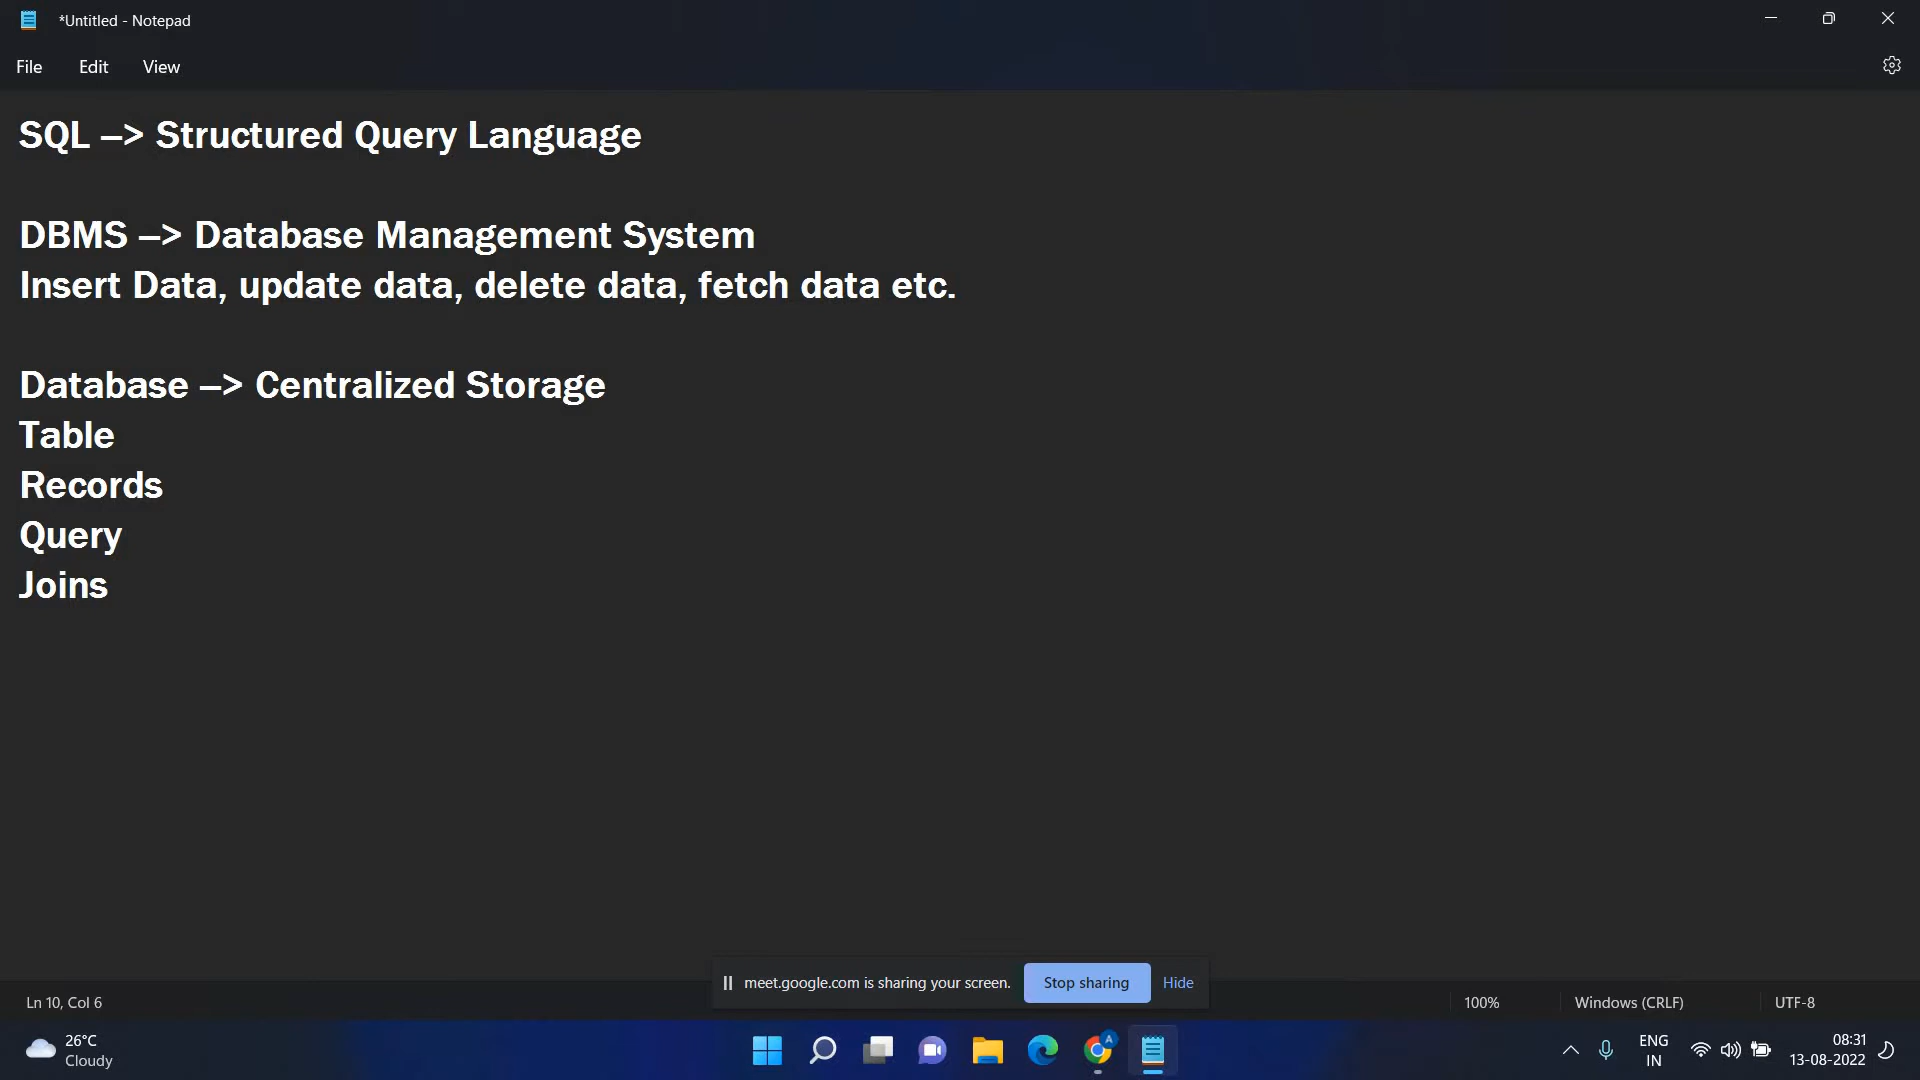 *Untitled - Notepad
File Edit View
SQL –> Structured Query Language
DBMS –> Database Management System
Insert Data, update data, delete data, fetch data etc.
Database –> Centralized Storage
Table
Records
Query
Joins
meet.google.com is sharing your screen. Stop sharing Hide
Ln 10, Col 6 100% Windows (CRLF) UTF-8
26°C
Cloudy
A
ENG
IN
08:31
13-08-2022